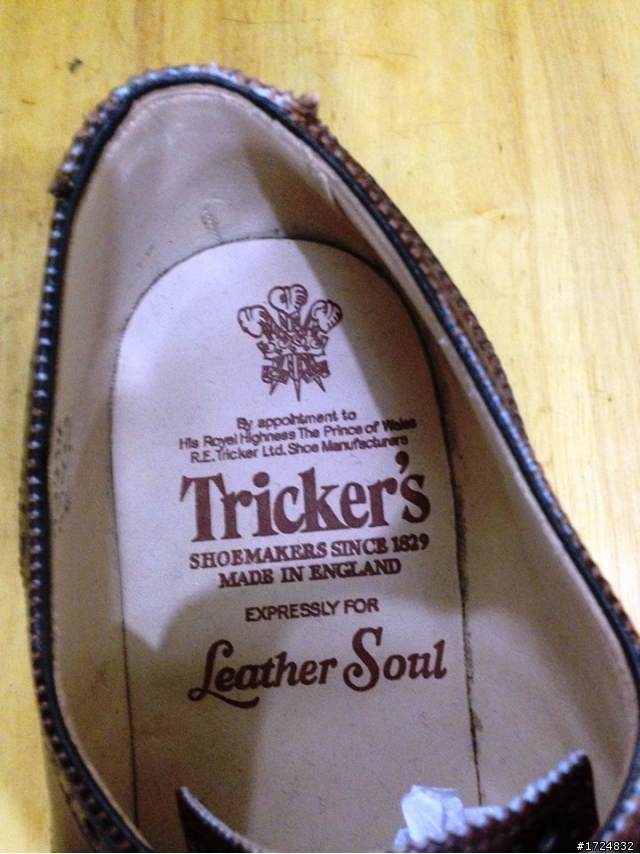 By appointment to
His Royal Highness The Prince of Wales
R.E. Tricker Ltd. Shoe Manufacturers
Tricker's
SHOEMAKERS SINCE 1829
MADE IN ENGLAND
EXPRESSLY FOR
Leather Soul
#1724832